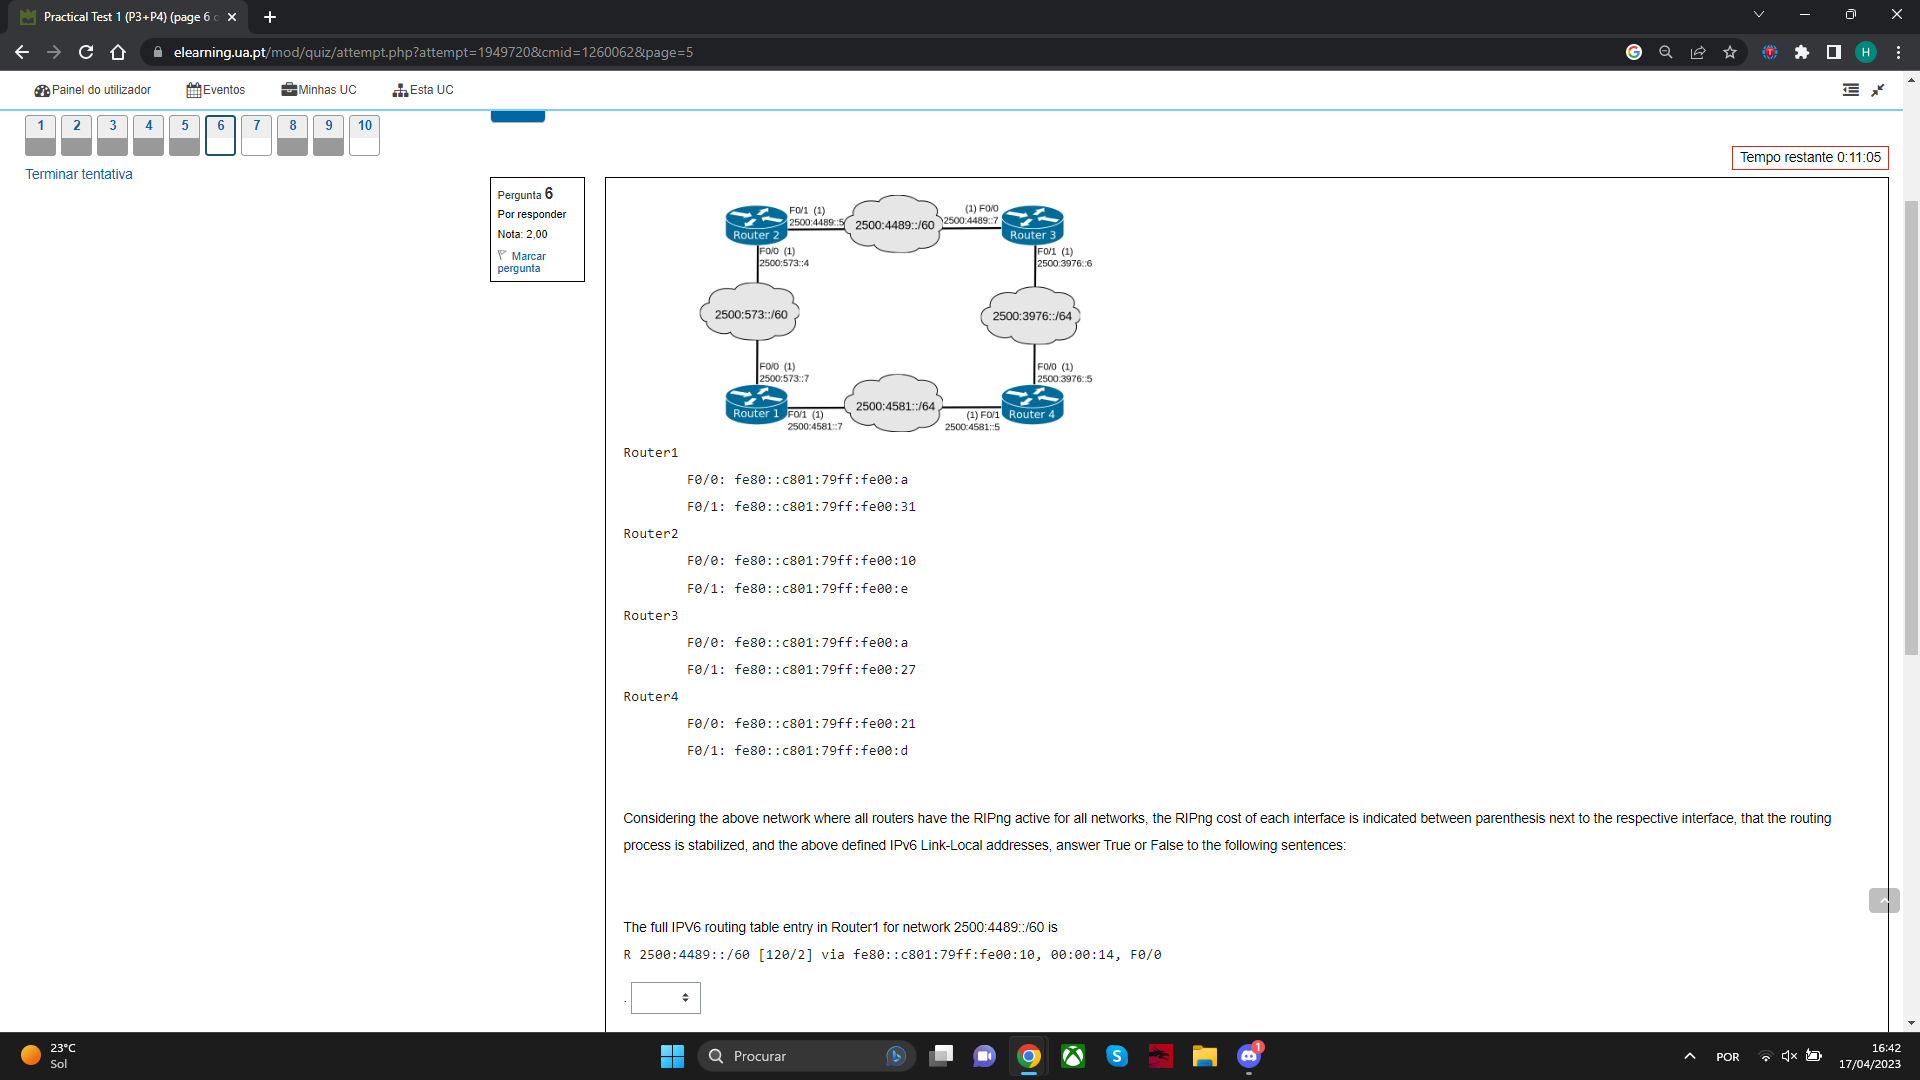 Practical Test 1 (P3+P4) (page 6 o
elearning.ua.pt/mod/quiz/attempt.php?attempt=1949720&cmid=1260062&page=5
H
Painel do utilizador
Eventos
Minhas UC
Esta UC
1 2 3 4 5 6 7 8 9 10
Terminar tentativa
Tempo restante 0:11:05
Pergunta 6
Por responder
Nota: 2,00
Marcar
pergunta
F0/1 (1)
2500:4489::5
2500:4489::/60
(1) F0/0
2500:4489::7
Router 2
Router 3
F0/0 (1)
2500:573::4
F0/1 (1)
2500:3976::6
2500:573::/60
2500:3976::/64
F0/0 (1)
2500:573::7
F0/0 (1)
2500:3976::5
Router 1
F0/1 (1)
2500:4581::7
2500:4581::/64
(1) F0/1
2500:4581::5
Router 4
Router1
F0/0: fe80::c801:79ff:fe00:a
F0/1: fe80::c801:79ff:fe00:31
Router2
F0/0: fe80::c801:79ff:fe00:10
F0/1: fe80::c801:79ff:fe00:e
Router3
F0/0: fe80::c801:79ff:fe00:a
F0/1: fe80::c801:79ff:fe00:27
Router4
F0/0: fe80::c801:79ff:fe00:21
F0/1: fe80::c801:79ff:fe00:d
Considering the above network where all routers have the RIPng active for all networks, the RIPng cost of each interface is indicated between parenthesis next to the respective interface, that the routing
process is stabilized, and the above defined IPv6 Link-Local addresses, answer True or False to the following sentences:
The full IPV6 routing table entry in Router1 for network 2500:4489::/60 is
R 2500:4489::/60 [120/2] via fe80::c801:79ff:fe00:10, 00:00:14, F0/0
.
23°C
Sol
Procurar
1
POR
16:42
17/04/2023